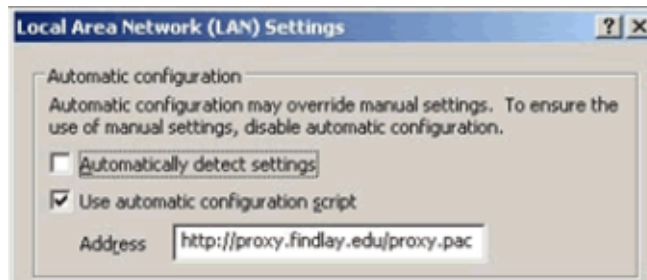 Local Area Network (LAN) Settings
Automatic configuration
Automatic configuration may override manual settings. To ensure the
use of manual settings, disable automatic configuration.
Automatically detect settings
Use automatic configuration script
Address http://proxy.findlay.edu/proxy.pac